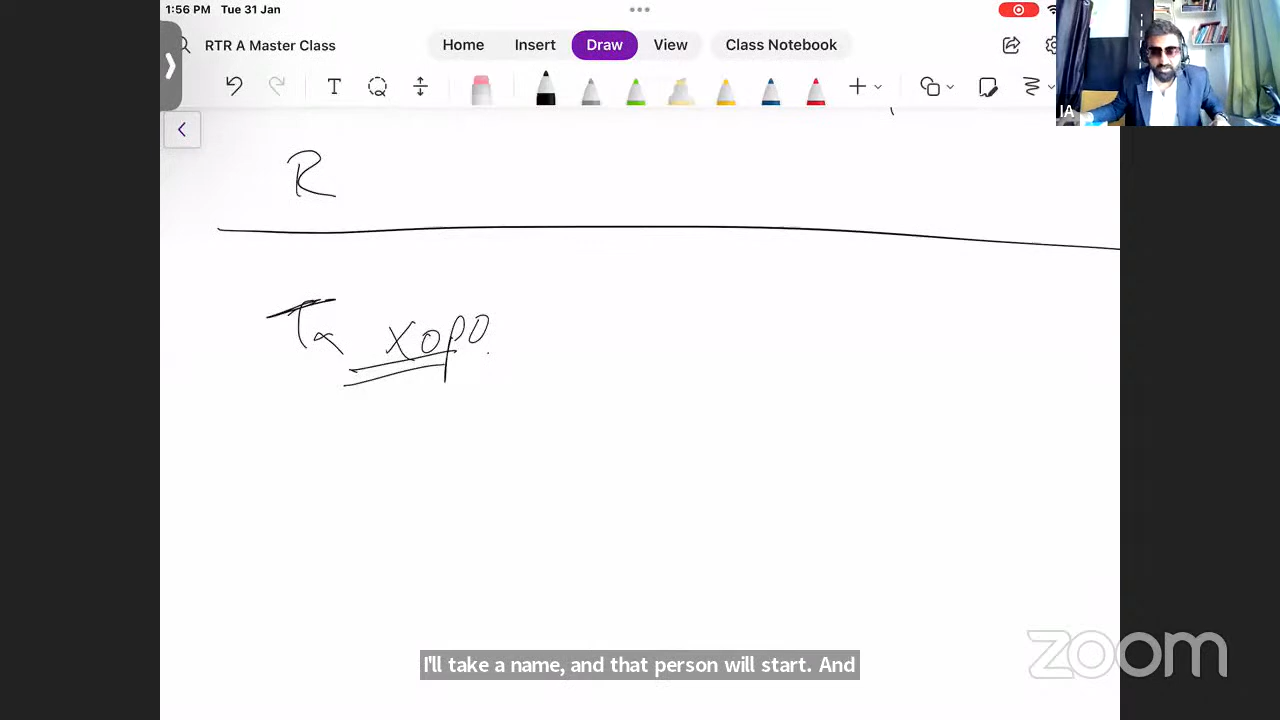 1:56 PM Tue 31 Jan
RTR A Master Class
Home Insert Draw View Class Notebook
T
IA
R
Tx xopo
I'll take a name, and that person will start. And
zoom